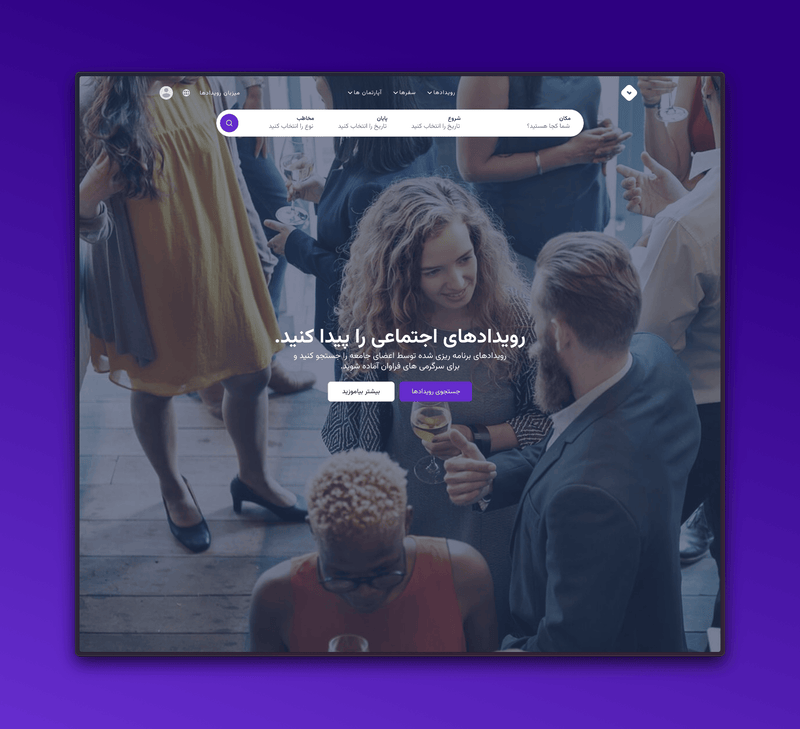 رویدادها
سفرها
آپارتمان ها
میزبان رویدادها
مکان
شما کجا هستید؟
شروع
تاریخ را انتخاب کنید
پایان
تاریخ را انتخاب کنید
مخاطب
نوع را انتخاب کنید
رویدادهای اجتماعی را پیدا کنید.
رویدادهای برنامه ریزی شده توسط اعضای جامعه را جستجو کنید و
برای سرگرمی های فراوان آماده شوید.
جستجوی رویدادها
بیشتر بیاموزید